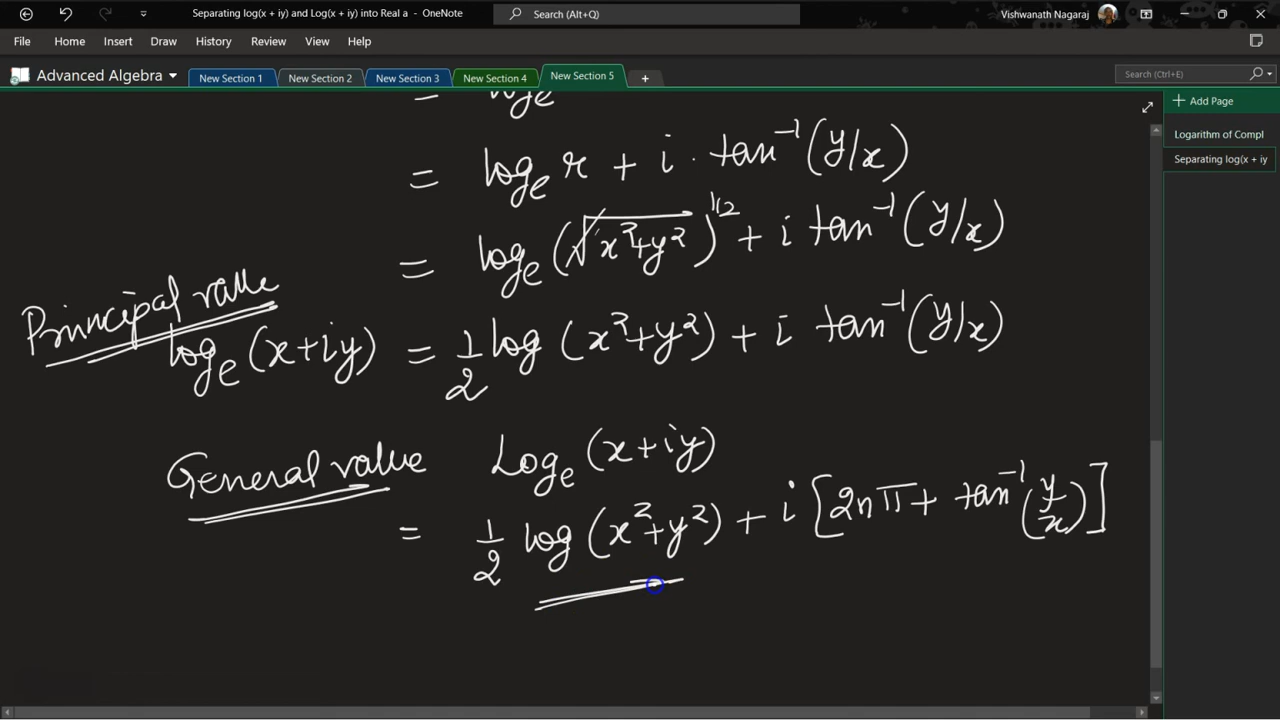 Separating log(x + iy) and Log(x + iy) into Real a - OneNote
Search (Alt+Q)
Vishwanath Nagaraj
File Home Insert Draw History Review View Help
Advanced Algebra
New Section 1 New Section 2 New Section 3 New Section 4 New Section 5 +
Search (Ctrl+E)
Add Page
Logarithm of Compl
Separating log(x + iy
= logₑ
= logₑ r + i · tan⁻¹(y/x)
= logₑ (√x²+y²)^1/2 + i tan⁻¹(y/x)
Principal value
logₑ(x+iy) = 1/2 log (x²+y²) + i tan⁻¹(y/x)
General value Logₑ(x+iy)
= 1/2 log (x²+y²) + i [2nπ + tan⁻¹(y/x)]